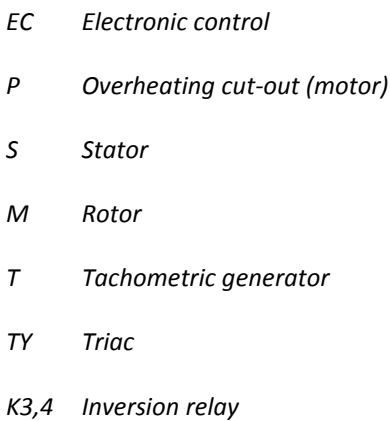 EC Electronic control
P Overheating cut-out (motor)
S Stator
M Rotor
T Tachometric generator
TY Triac
K3,4 Inversion relay